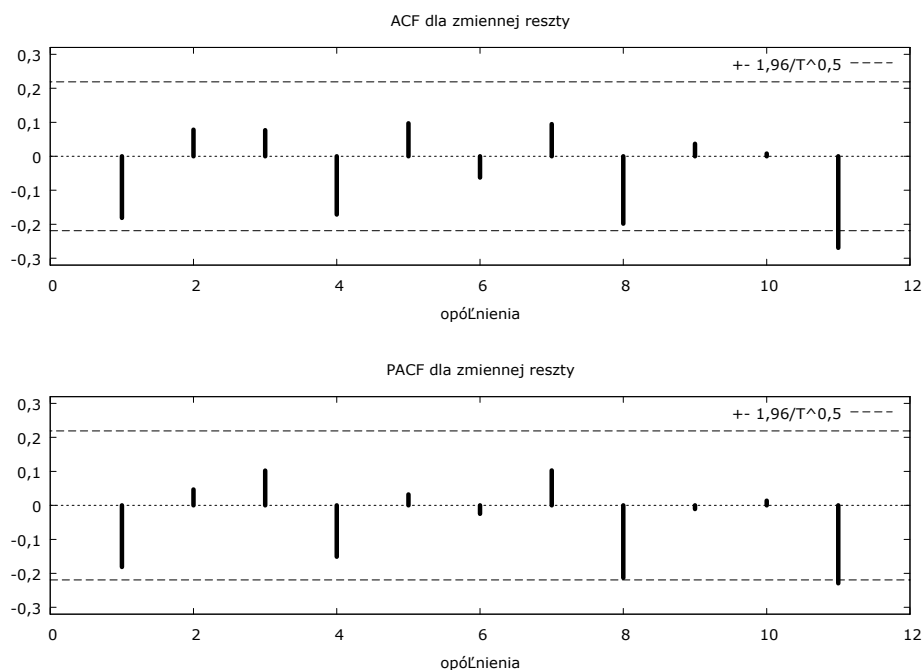 ACF dla zmiennej reszty
+- 1,96/T^0,5
0,3
0,2
0,1
0
-0,1
-0,2
-0,3
0 2 4 6 8 10 12
opóĽnienia
PACF dla zmiennej reszty
+- 1,96/T^0,5
0,3
0,2
0,1
0
-0,1
-0,2
-0,3
0 2 4 6 8 10 12
opóĽnienia